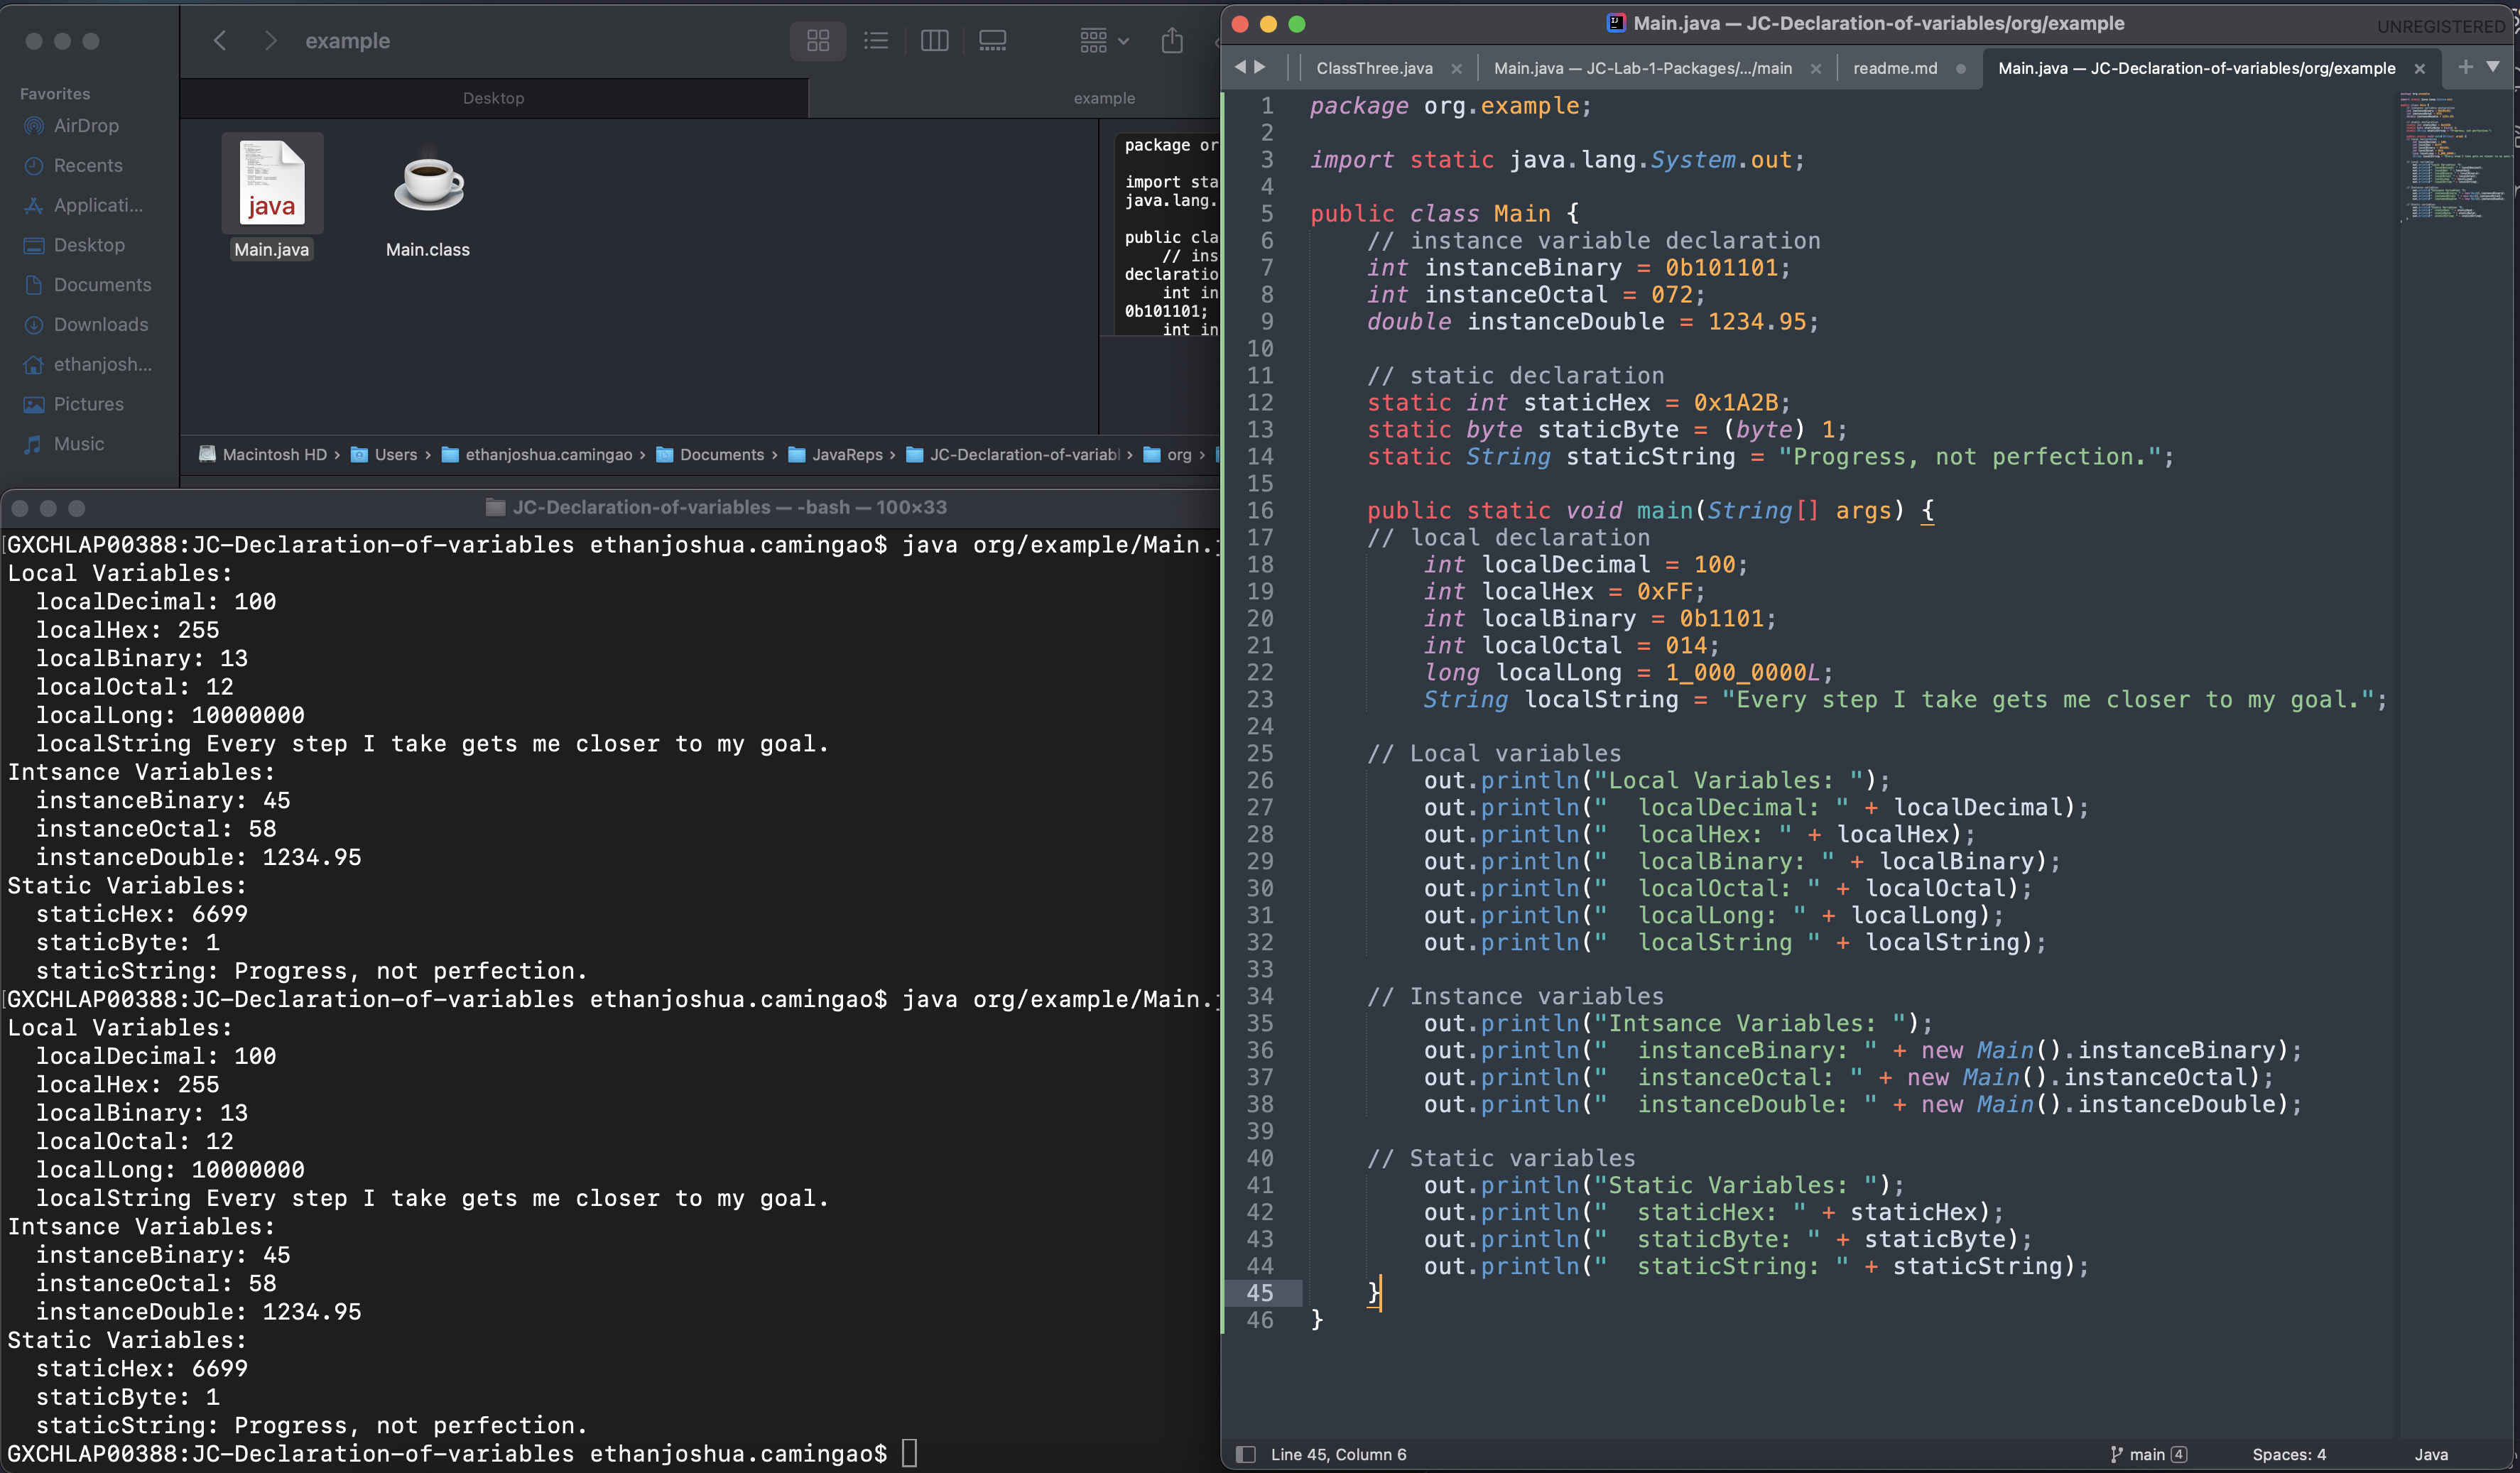 example
Favorites
AirDrop
Recents
Applicati...
Desktop
Documents
Downloads
ethanjosh...
Pictures
Music
Desktop
example
java
Main.java
Main.class
package or
import sta
java.lang.
public cla
// ins
declaratio
int in
0b101101;
int in
Macintosh HD › Users › ethanjoshua.camingao › Documents › JavaReps › JC-Declaration-of-variabl › org ›
JC-Declaration-of-variables — -bash — 100×33
GXCHLAP00388:JC-Declaration-of-variables ethanjoshua.camingao$ java org/example/Main.j
Local Variables:
  localDecimal: 100
  localHex: 255
  localBinary: 13
  localOctal: 12
  localLong: 10000000
  localString Every step I take gets me closer to my goal.
Intsance Variables:
  instanceBinary: 45
  instanceOctal: 58
  instanceDouble: 1234.95
Static Variables:
  staticHex: 6699
  staticByte: 1
  staticString: Progress, not perfection.
GXCHLAP00388:JC-Declaration-of-variables ethanjoshua.camingao$ java org/example/Main.j
Local Variables:
  localDecimal: 100
  localHex: 255
  localBinary: 13
  localOctal: 12
  localLong: 10000000
  localString Every step I take gets me closer to my goal.
Intsance Variables:
  instanceBinary: 45
  instanceOctal: 58
  instanceDouble: 1234.95
Static Variables:
  staticHex: 6699
  staticByte: 1
  staticString: Progress, not perfection.
GXCHLAP00388:JC-Declaration-of-variables ethanjoshua.camingao$
Main.java — JC-Declaration-of-variables/org/example
UNREGISTERED
ClassThree.java
Main.java — JC-Lab-1-Packages/.../main
readme.md
Main.java — JC-Declaration-of-variables/org/example
1 package org.example;
2
3 import static java.lang.System.out;
4
5 public class Main {
6     // instance variable declaration
7     int instanceBinary = 0b101101;
8     int instanceOctal = 072;
9     double instanceDouble = 1234.95;
10
11     // static declaration
12     static int staticHex = 0x1A2B;
13     static byte staticByte = (byte) 1;
14     static String staticString = "Progress, not perfection.";
15
16     public static void main(String[] args) {
17     // local declaration
18         int localDecimal = 100;
19         int localHex = 0xFF;
20         int localBinary = 0b1101;
21         int localOctal = 014;
22         long localLong = 1_000_0000L;
23         String localString = "Every step I take gets me closer to my goal.";
24
25     // Local variables
26         out.println("Local Variables: ");
27         out.println("  localDecimal: " + localDecimal);
28         out.println("  localHex: " + localHex);
29         out.println("  localBinary: " + localBinary);
30         out.println("  localOctal: " + localOctal);
31         out.println("  localLong: " + localLong);
32         out.println("  localString " + localString);
33
34     // Instance variables
35         out.println("Intsance Variables: ");
36         out.println("  instanceBinary: " + new Main().instanceBinary);
37         out.println("  instanceOctal: " + new Main().instanceOctal);
38         out.println("  instanceDouble: " + new Main().instanceDouble);
39
40     // Static variables
41         out.println("Static Variables: ");
42         out.println("  staticHex: " + staticHex);
43         out.println("  staticByte: " + staticByte);
44         out.println("  staticString: " + staticString);
45     }
46 }
Line 45, Column 6
main 4
Spaces: 4
Java